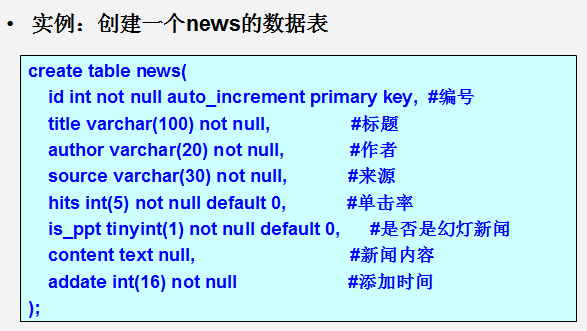 • 实例：创建一个news的数据表
create table news(
id int not null auto_increment primary key, #编号
title varchar(100) not null, #标题
author varchar(20) not null, #作者
source varchar(30) not null, #来源
hits int(5) not null default 0, #单击率
is_ppt tinyint(1) not null default 0, #是否是幻灯新闻
content text null, #新闻内容
addate int(16) not null #添加时间
);